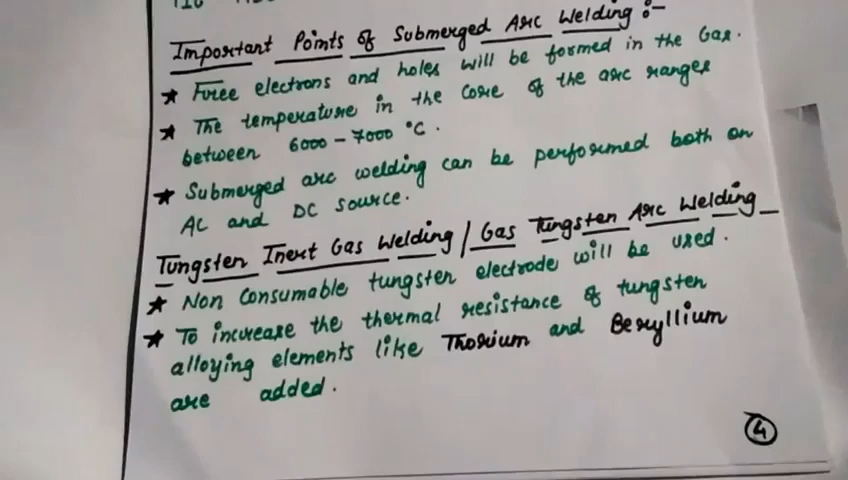 Important Points of Submerged Arc Welding :-
★ Free electrons and holes will be formed in the Gas.
★ The temperature in the core of the arc ranges
between 6000 - 7000 °C.
★ Submerged arc welding can be performed both on
AC and DC source.
Tungsten Inert Gas Welding / Gas Tungsten Arc Welding
★ Non Consumable tungsten electrode will be used.
★ To increase the thermal resistance of tungsten
alloying elements like Thorium and Beryllium
are added.
4